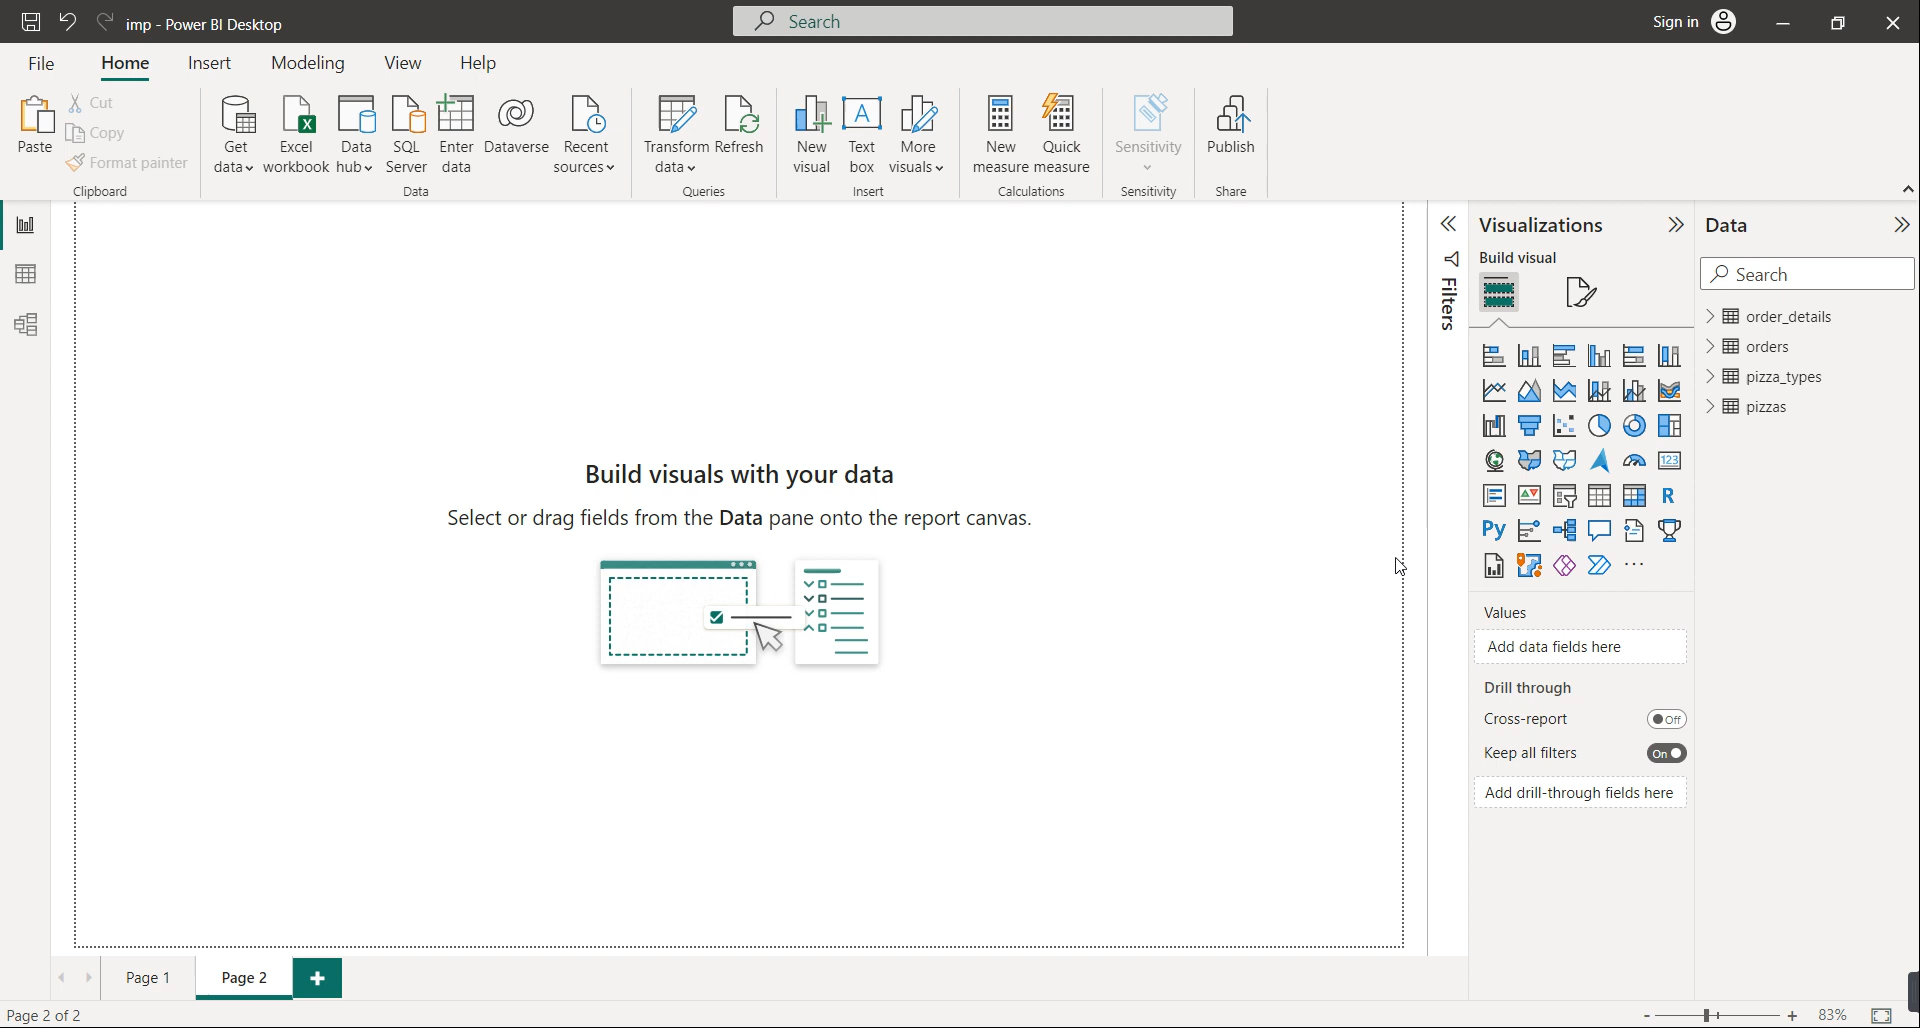 imp - Power BI Desktop
Search
Sign in
File Home Insert Modeling View Help
Paste
Cut
Copy
Format painter
Clipboard
Get data
Excel workbook
Data hub
SQL Server
Enter data
Dataverse
Recent sources
Data
Transform data
Refresh
Queries
New visual
A
Text box
More visuals
Insert
New measure
Quick measure
Calculations
Sensitivity
Sensitivity
Publish
Share
Build visuals with your data
Select or drag fields from the Data pane onto the report canvas.
Filters
Visualizations
Build visual
123
R
Py
...
Values
Add data fields here
Drill through
Cross-report Off
Keep all filters On
Add drill-through fields here
Data
Search
order_details
orders
pizza_types
pizzas
Page 1 Page 2 +
Page 2 of 2
- + 83%